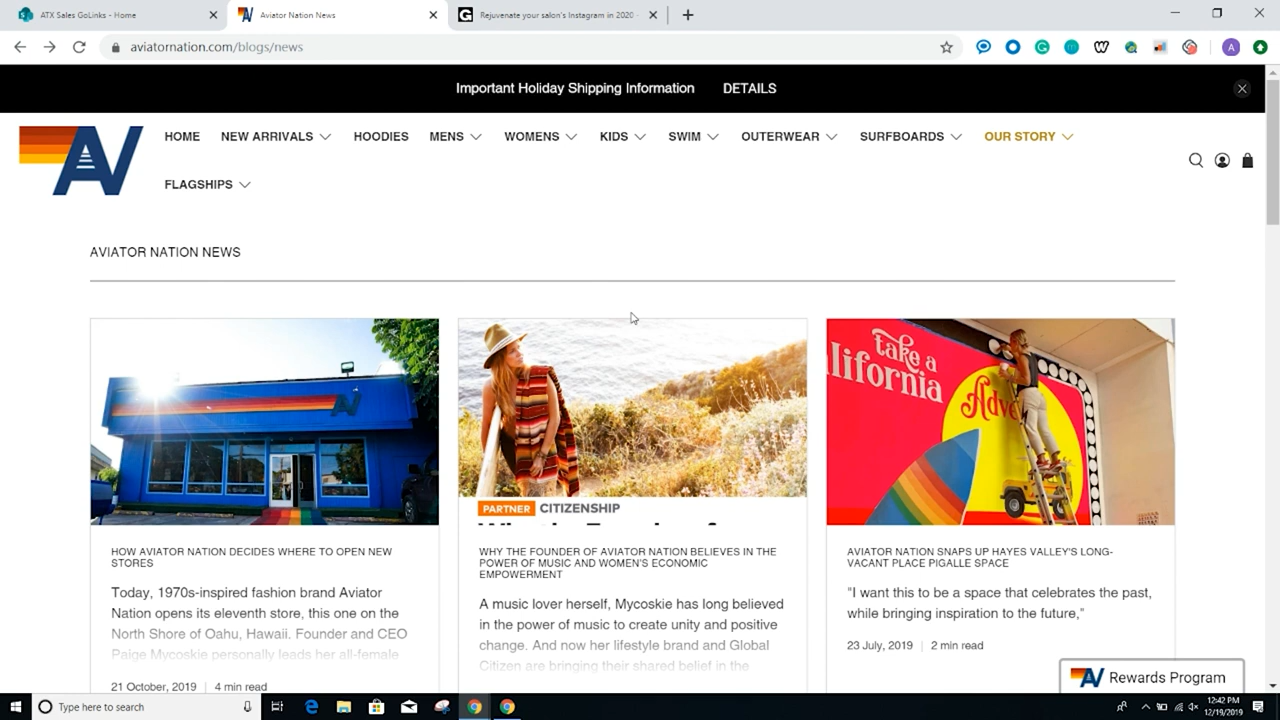 ATX Sales GoLinks - Home
Aviator Nation News
Rejuvenate your salon's Instagram in 2020
aviatornation.com/blogs/news
A
Important Holiday Shipping Information DETAILS
AV
HOME NEW ARRIVALS HOODIES MENS WOMENS KIDS SWIM OUTERWEAR SURFBOARDS OUR STORY
FLAGSHIPS
AVIATOR NATION NEWS
AV
HOW AVIATOR NATION DECIDES WHERE TO OPEN NEW
STORES
Today, 1970s-inspired fashion brand Aviator
Nation opens its eleventh store, this one on the
North Shore of Oahu, Hawaii. Founder and CEO
Paige Mycoskie personally leads her all-female
21 October, 2019 | 4 min read
PARTNER CITIZENSHIP
WHY THE FOUNDER OF AVIATOR NATION BELIEVES IN THE
POWER OF MUSIC AND WOMEN'S ECONOMIC
EMPOWERMENT
A music lover herself, Mycoskie has long believed
in the power of music to create unity and positive
change. And now her lifestyle brand and Global
Citizen are bringing their shared belief in the
take a
lifornia
Adve
AVIATOR NATION SNAPS UP HAYES VALLEY'S LONG-
VACANT PLACE PIGALLE SPACE
"I want this to be a space that celebrates the past,
while bringing inspiration to the future,"
23 July, 2019 | 2 min read
AV Rewards Program
Type here to search
12:42 PM
12/19/2019